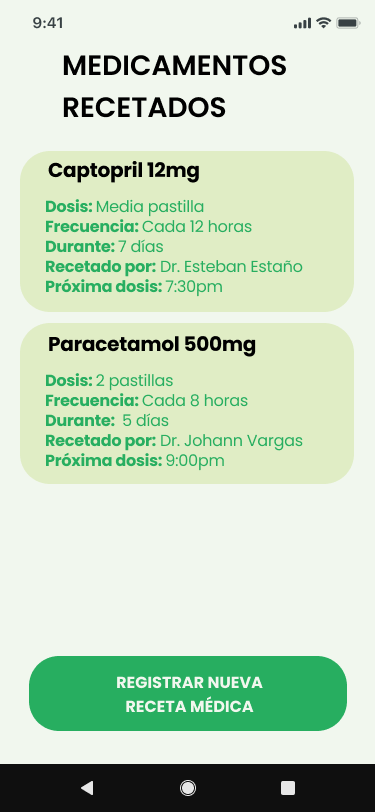 9:41
MEDICAMENTOS
RECETADOS
Captopril 12mg
Dosis: Media pastilla
Frecuencia: Cada 12 horas
Durante: 7 días
Recetado por: Dr. Esteban Estaño
Próxima dosis: 7:30pm
Paracetamol 500mg
Dosis: 2 pastillas
Frecuencia: Cada 8 horas
Durante: 5 días
Recetado por: Dr. Johann Vargas
Próxima dosis: 9:00pm
REGISTRAR NUEVA
RECETA MÉDICA